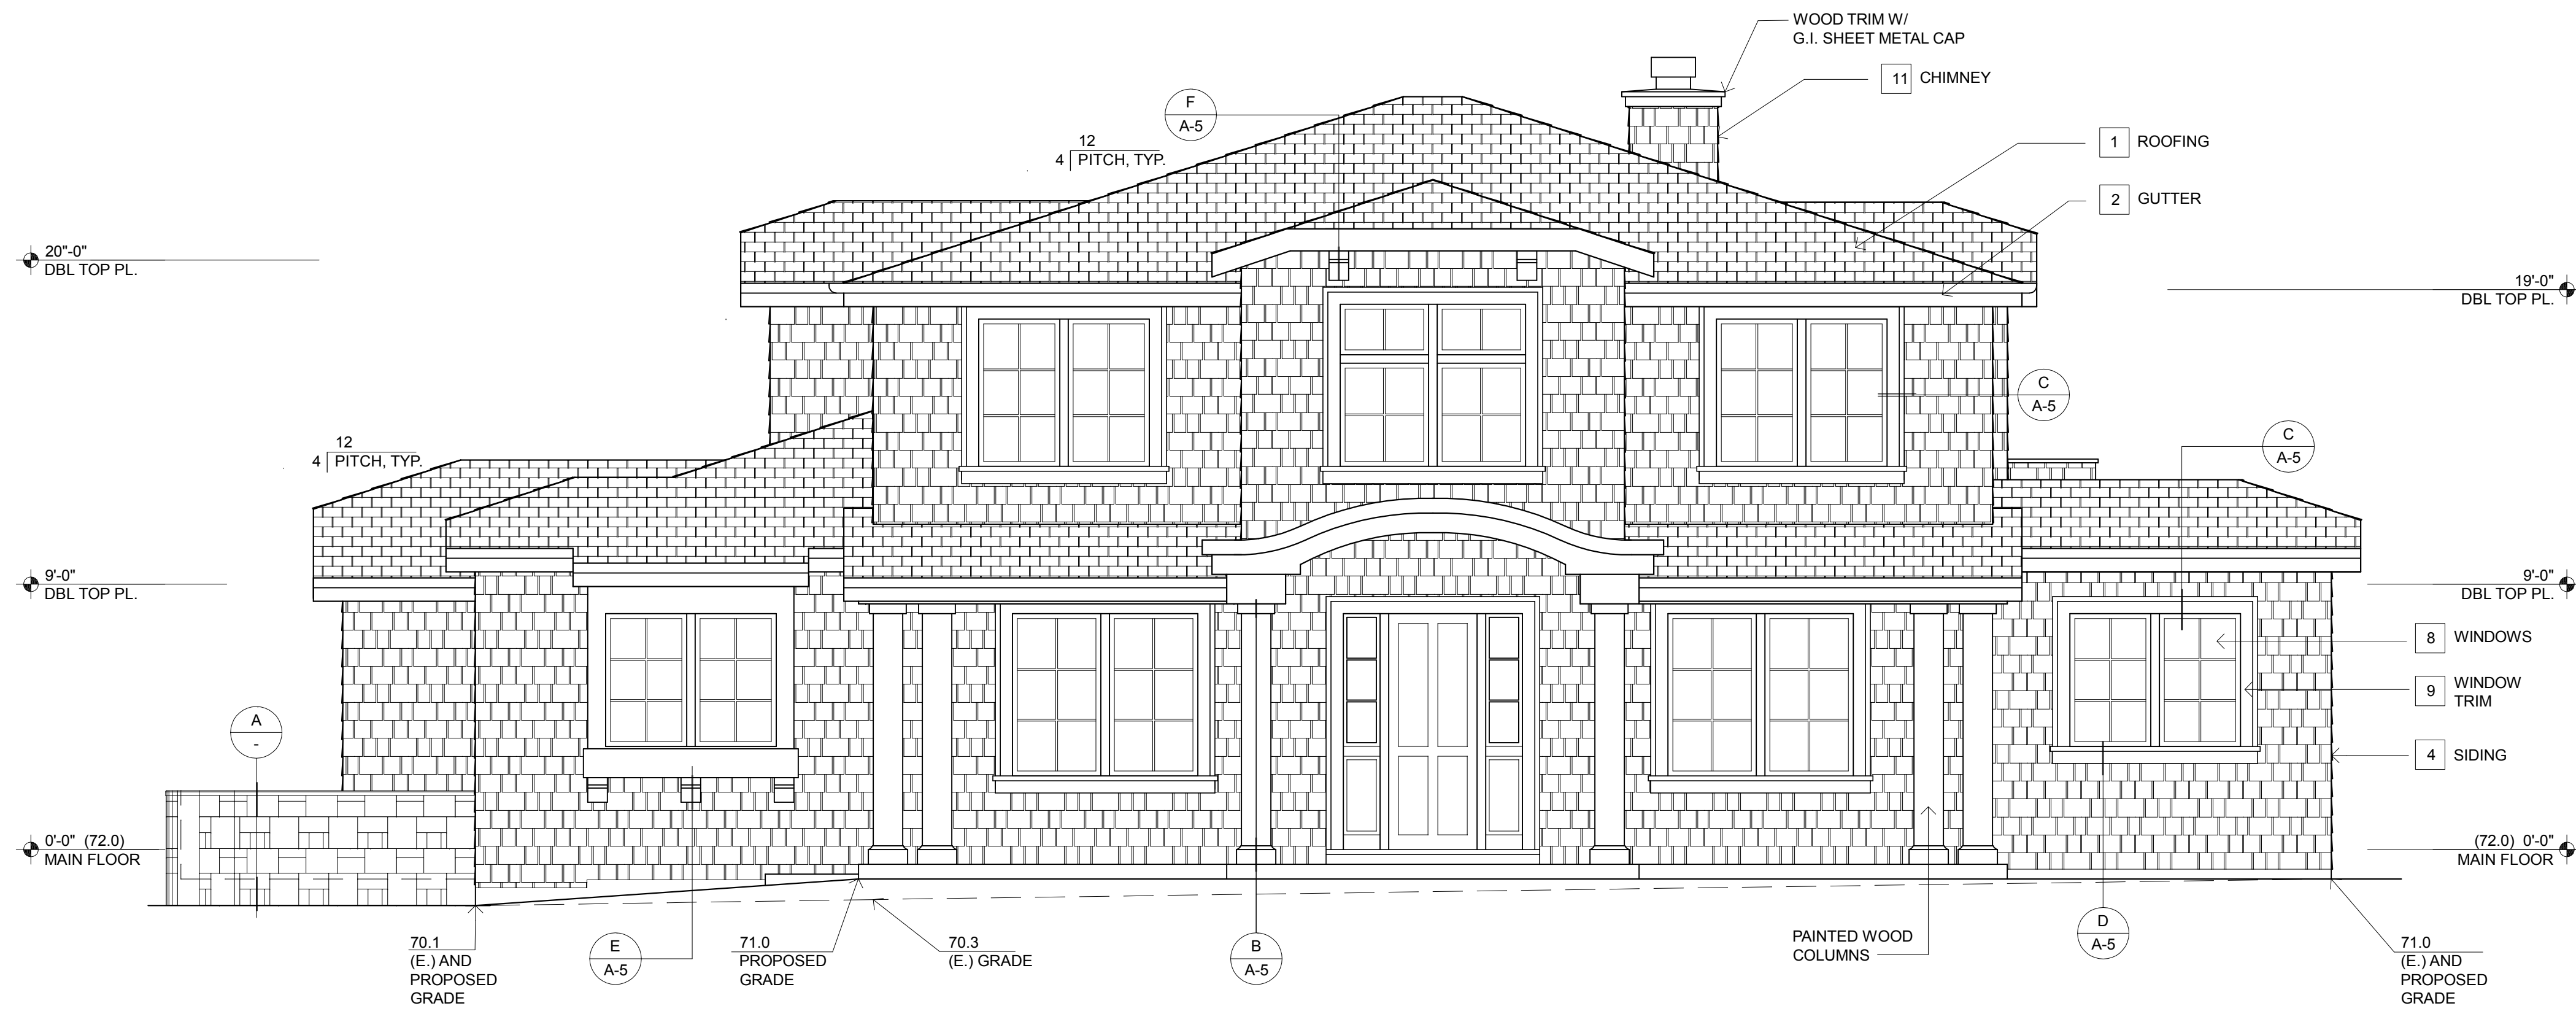 WOOD TRIM W/
G.I. SHEET METAL CAP
11 CHIMNEY
F
A-5
12
4 PITCH, TYP.
1 ROOFING
2 GUTTER
20"-0"
DBL TOP PL.
19'-0"
DBL TOP PL.
C
A-5
12
4 PITCH, TYP.
C
A-5
9'-0"
DBL TOP PL.
9'-0"
DBL TOP PL.
8 WINDOWS
9 WINDOW
TRIM
A
-
4 SIDING
0'-0" (72.0)
MAIN FLOOR
(72.0) 0'-0"
MAIN FLOOR
70.1
(E.) AND
PROPOSED
GRADE
E
A-5
71.0
PROPOSED
GRADE
70.3
(E.) GRADE
B
A-5
PAINTED WOOD
COLUMNS
D
A-5
71.0
(E.) AND
PROPOSED
GRADE